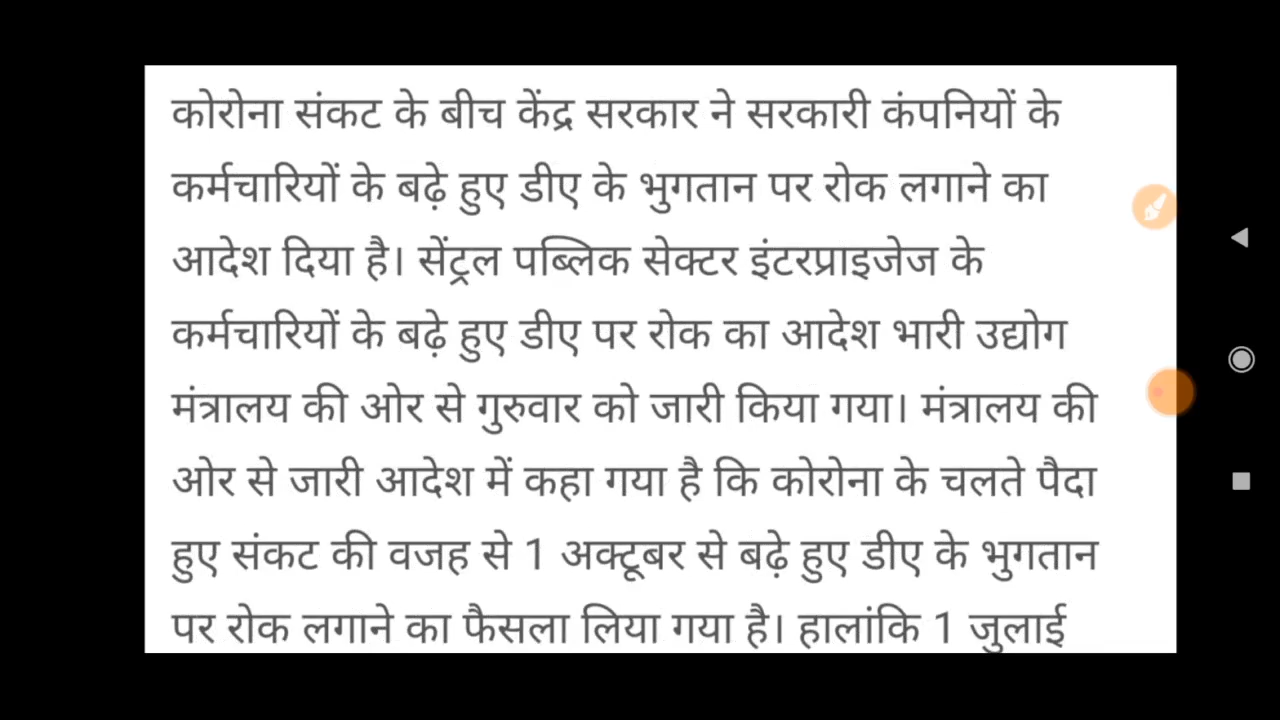 कोरोना संकट के बीच केंद्र सरकार ने सरकारी कंपनियों के
कर्मचारियों के बढ़े हुए डीए के भुगतान पर रोक लगाने का
आदेश दिया है। सेंट्रल पब्लिक सेक्टर इंटरप्राइजेज के
कर्मचारियों के बढ़े हुए डीए पर रोक का आदेश भारी उद्योग
मंत्रालय की ओर से गुरुवार को जारी किया गया। मंत्रालय की
ओर से जारी आदेश में कहा गया है कि कोरोना के चलते पैदा
हुए संकट की वजह से 1 अक्टूबर से बढ़े हुए डीए के भुगतान
पर रोक लगाने का फैसला लिया गया है। हालांकि 1 जुलाई